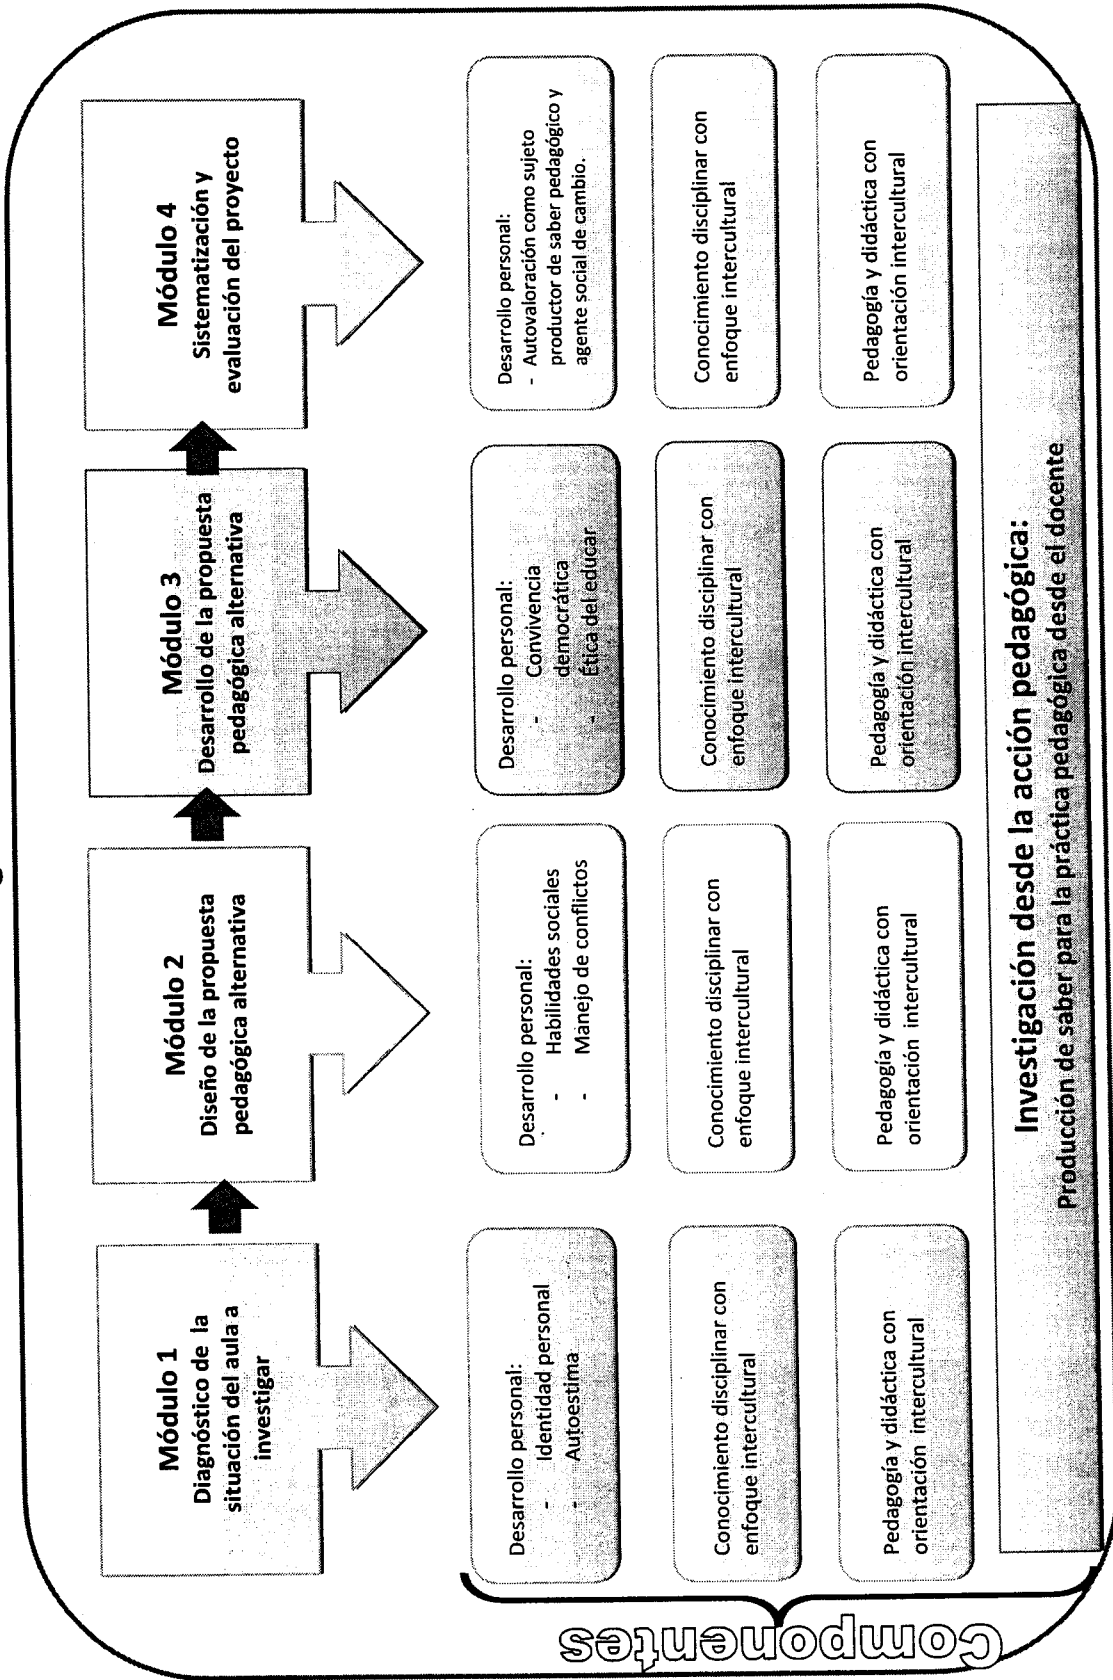 Módulo 1
Diagnóstico de la
situación del aula a
investigar
Módulo 2
Diseño de la propuesta
pedagógica alternativa
Módulo 3
Desarrollo de la propuesta
pedagógica alternativa
Módulo 4
Sistematización y
evaluación del proyecto
Componentes
Desarrollo personal:
- Identidad personal
- Autoestima
Desarrollo personal:
- Habilidades sociales
- Manejo de conflictos
Desarrollo personal:
- Convivencia
democrática
- Ética del educar
Desarrollo personal:
- Autovaloración como sujeto
productor de saber pedagógico y
agente social de cambio.
Conocimiento disciplinar con
enfoque intercultural
Conocimiento disciplinar con
enfoque intercultural
Conocimiento disciplinar con
enfoque intercultural
Conocimiento disciplinar con
enfoque intercultural
Pedagogía y didáctica con
orientación intercultural
Pedagogía y didáctica con
orientación intercultural
Pedagogía y didáctica con
orientación intercultural
Pedagogía y didáctica con
orientación intercultural
Investigación desde la acción pedagógica:
Producción de saber para la práctica pedagógica desde el docente